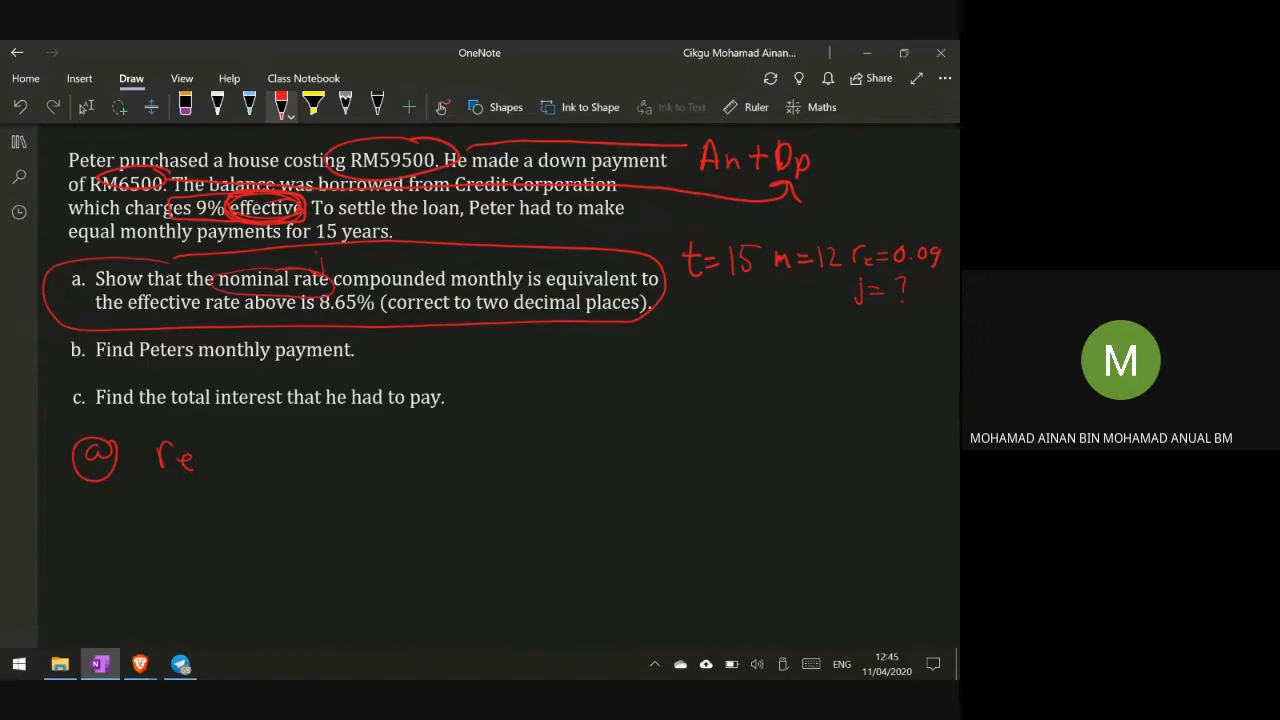 OneNote
Cikgu Mohamad Ainan...
Home Insert Draw View Help Class Notebook Share
Shapes Ink to Shape Ink to Text Ruler Maths
Peter purchased a house costing RM59500. He made a down payment
of RM6500. The balance was borrowed from Credit Corporation
which charges 9% effective. To settle the loan, Peter had to make
equal monthly payments for 15 years.
An + Dp
t = 15 m = 12 re = 0.09
j = ?
j
a. Show that the nominal rate compounded monthly is equivalent to
the effective rate above is 8.65% (correct to two decimal places).
b. Find Peters monthly payment.
c. Find the total interest that he had to pay.
a re
M
MOHAMAD AINAN BIN MOHAMAD ANUAL BM
ENG
12:45
11/04/2020